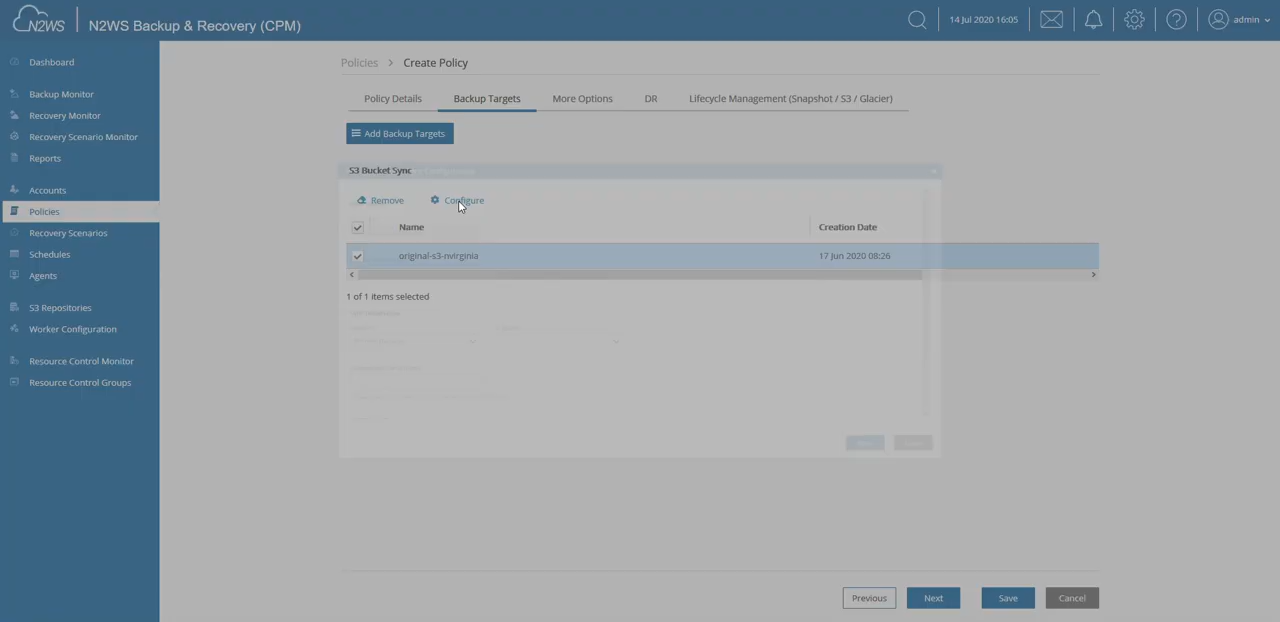 N2WS
N2WS Backup & Recovery (CPM)
14 Jul 2020 16:05
admin
Dashboard
Backup Monitor
Recovery Monitor
Recovery Scenario Monitor
Reports
Accounts
Policies
Recovery Scenarios
Schedules
Agents
S3 Repositories
Worker Configuration
Resource Control Monitor
Resource Control Groups
Policies > Create Policy
Policy Details
Backup Targets
More Options
DR
Lifecycle Management (Snapshot / S3 / Glacier)
Add Backup Targets
S3 Bucket Sync
Remove
Configure
Name
Creation Date
original-s3-nvirginia
17 Jun 2020 08:26
1 of 1 items selected
Previous
Next
Save
Cancel